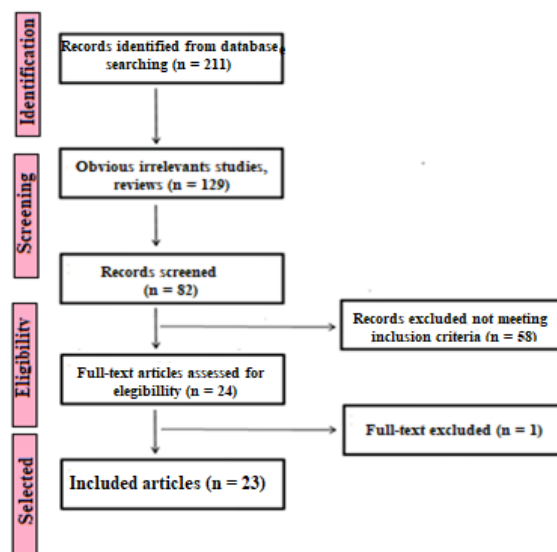 Identification
Records identified from database
searching (n = 211)
Screening
Obvious irrelevants studies,
reviews (n = 129)
Records screened
(n = 82)
Records excluded not meeting
inclusion criteria (n = 58)
Eligibility
Full-text articles assessed for
elegibillity (n = 24)
Full-text excluded (n = 1)
Selected
Included articles (n = 23)